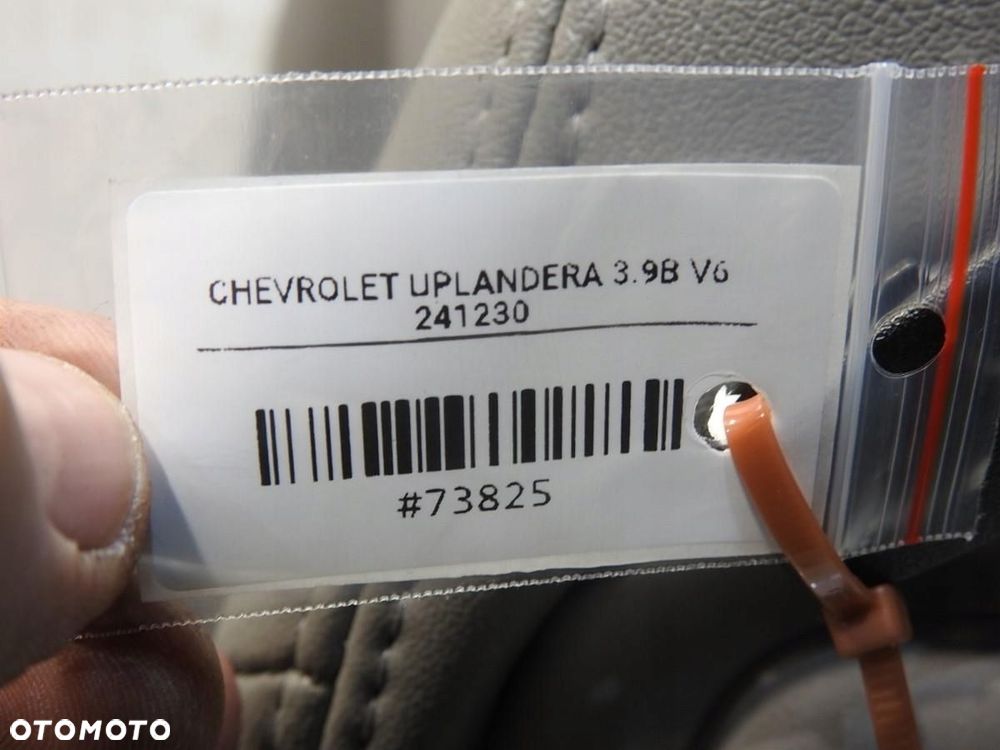 CHEVROLET UPLANDERA 3.9B V6
241230
#73825
OTOMOTO